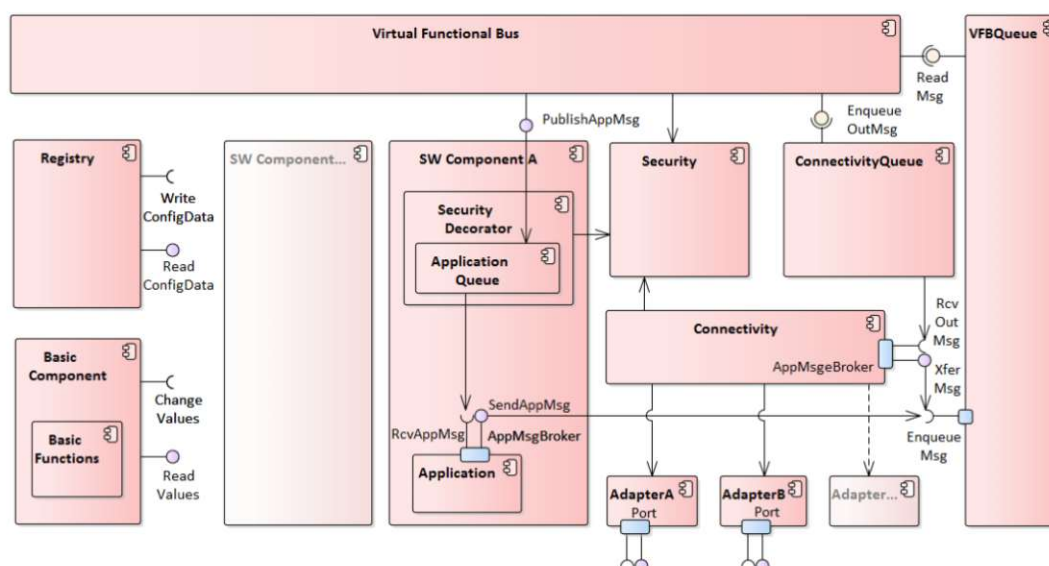 Virtual Functional Bus
VFBQueue
Read
Msg
PublishAppMsg
Enqueue
OutMsg
Registry
SW Component...
SW Component A
Security
ConnectivityQueue
Write
ConfigData
Security
Decorator
Read
ConfigData
Application
Queue
Rcv
Out
Msg
Connectivity
AppMsgeBroker
Xfer
Msg
Basic
Component
Change
Values
SendAppMsg
RcvAppMsg
AppMsgBroker
Enqueue
Msg
Basic
Functions
Read
Values
Application
AdapterA
Port
AdapterB
Port
Adapter...